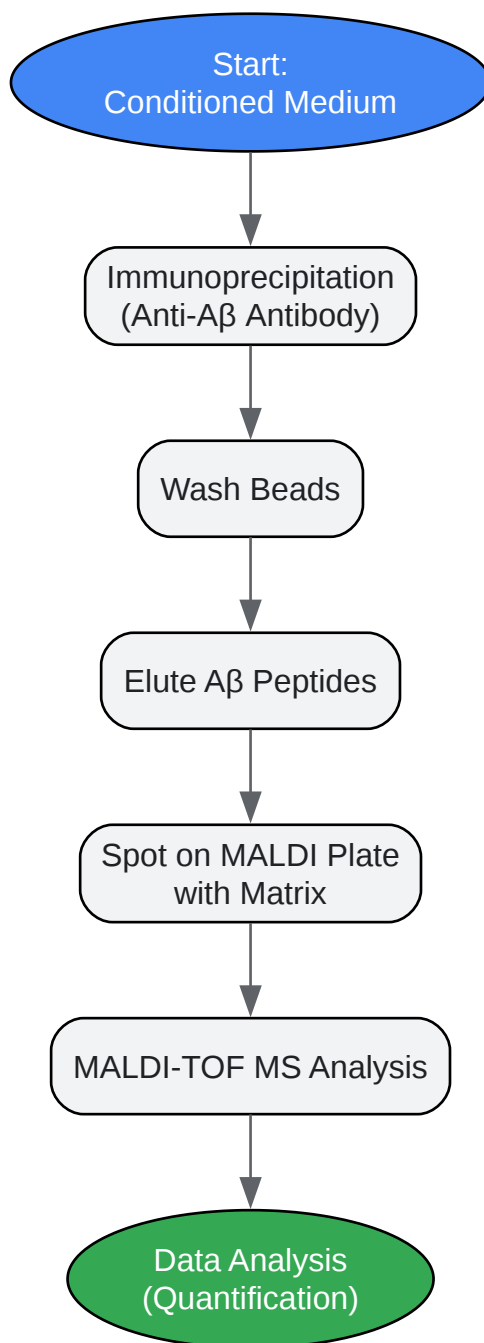 Start:
Conditioned Medium
Immunoprecipitation
(Anti-Aβ Antibody)
Wash Beads
Elute Aβ Peptides
Spot on MALDI Plate
with Matrix
MALDI-TOF MS Analysis
Data Analysis
(Quantification)